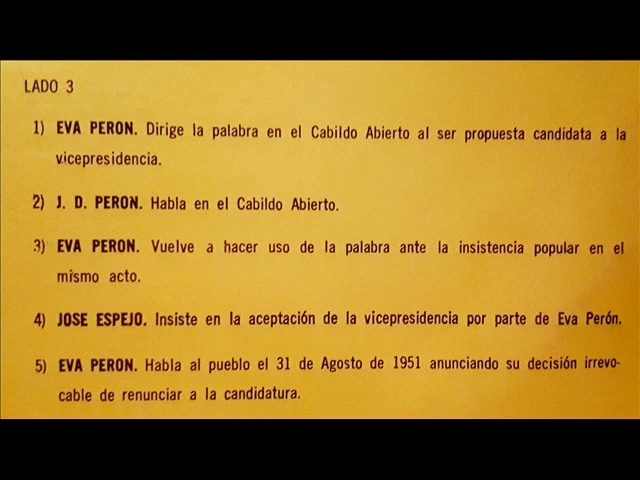 LADO 3
1) EVA PERON. Dirige la palabra en el Cabildo Abierto al ser propuesta candidata a la
vicepresidencia.
2) J. D. PERON. Habla en el Cabildo Abierto.
3) EVA PERON. Vuelve a hacer uso de la palabra ante la insistencia popular en el
mismo acto.
4) JOSE ESPEJO. Insiste en la aceptación de la vicepresidencia por parte de Eva Perón.
5) EVA PERON. Habla al pueblo el 31 de Agosto de 1951 anunciando su decisión irrevo-
cable de renunciar a la candidatura.